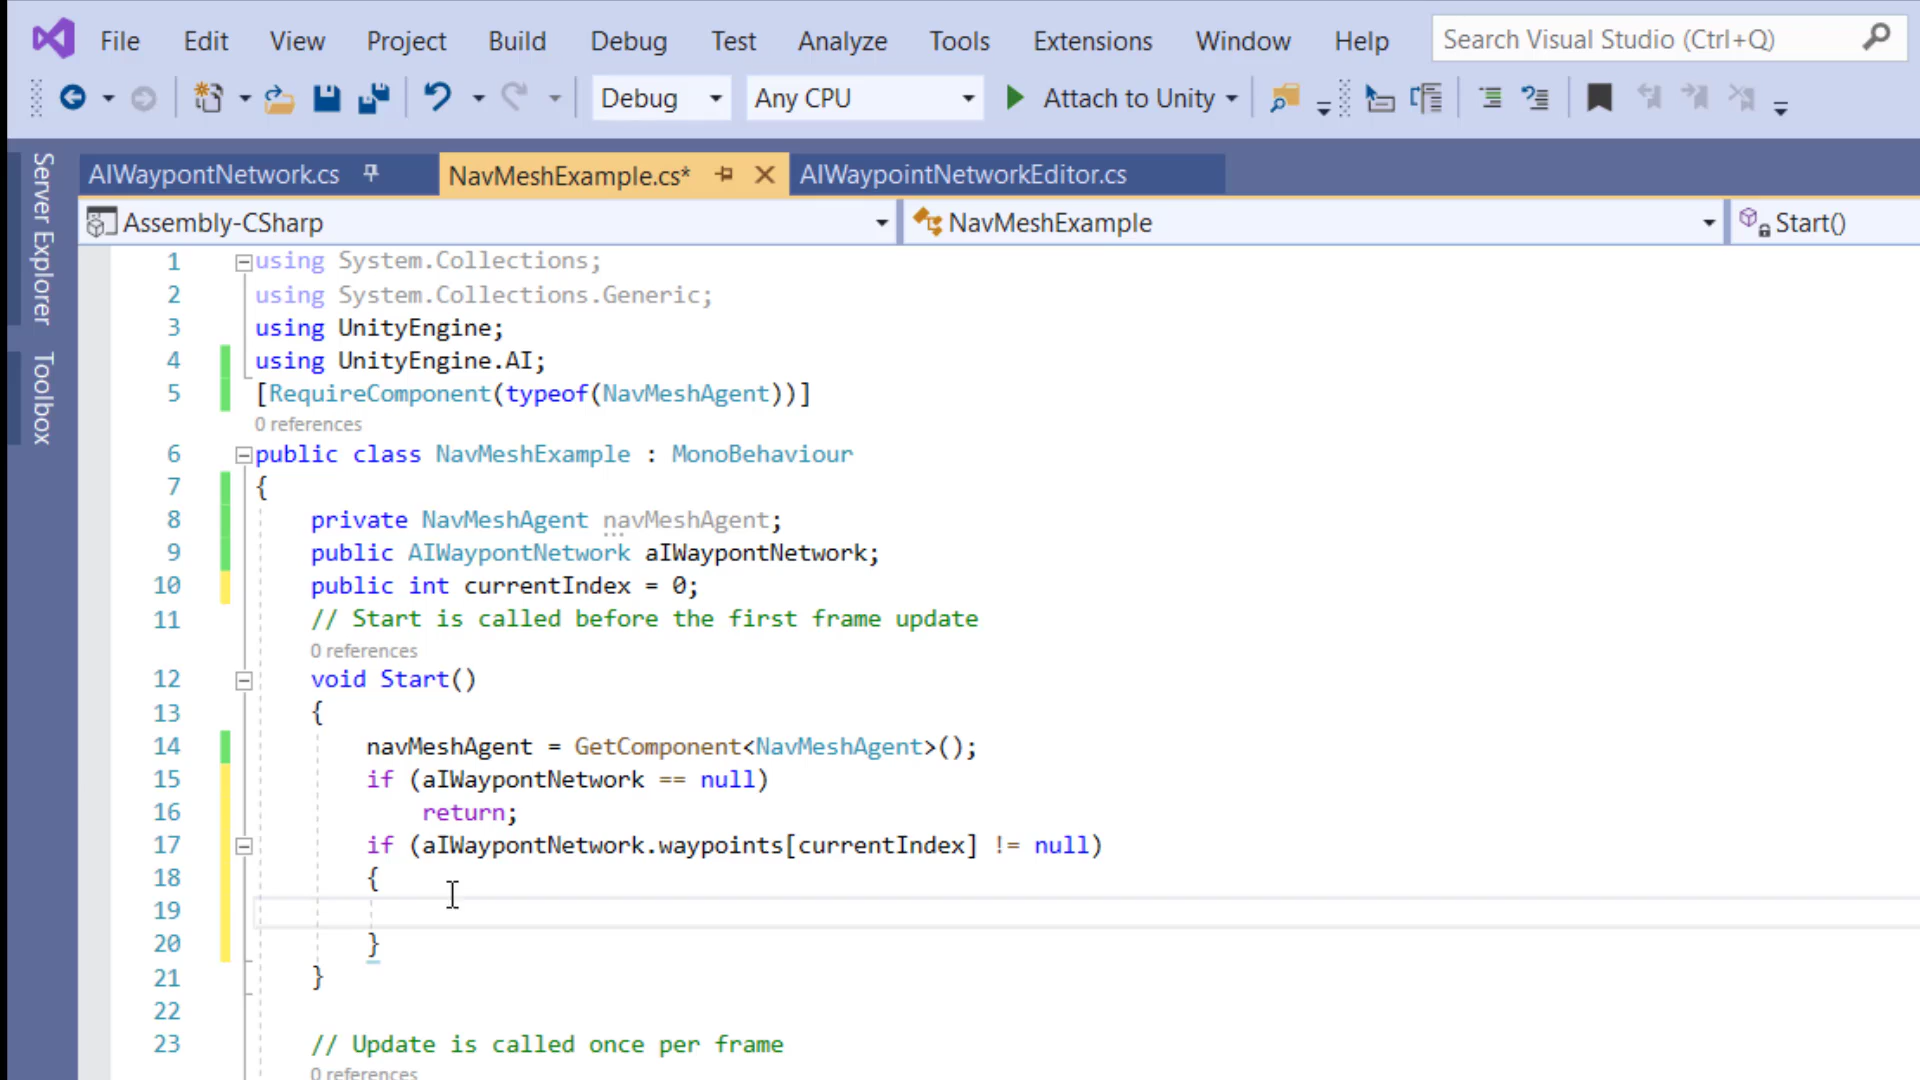 File Edit View Project Build Debug Test Analyze Tools Extensions Window Help Search Visual Studio (Ctrl+Q)
Debug Any CPU Attach to Unity
Server Explorer
Toolbox
AIWaypontNetwork.cs NavMeshExample.cs* AIWaypointNetworkEditor.cs
Assembly-CSharp NavMeshExample Start()
1 using System.Collections;
2 using System.Collections.Generic;
3 using UnityEngine;
4 using UnityEngine.AI;
5 [RequireComponent(typeof(NavMeshAgent))]
0 references
6 public class NavMeshExample : MonoBehaviour
7 {
8 private NavMeshAgent navMeshAgent;
9 public AIWaypontNetwork aIWaypontNetwork;
10 public int currentIndex = 0;
11 // Start is called before the first frame update
0 references
12 void Start()
13 {
14 navMeshAgent = GetComponent<NavMeshAgent>();
15 if (aIWaypontNetwork == null)
16 return;
17 if (aIWaypontNetwork.waypoints[currentIndex] != null)
18 {
19
20 }
21 }
22
23 // Update is called once per frame
0 references